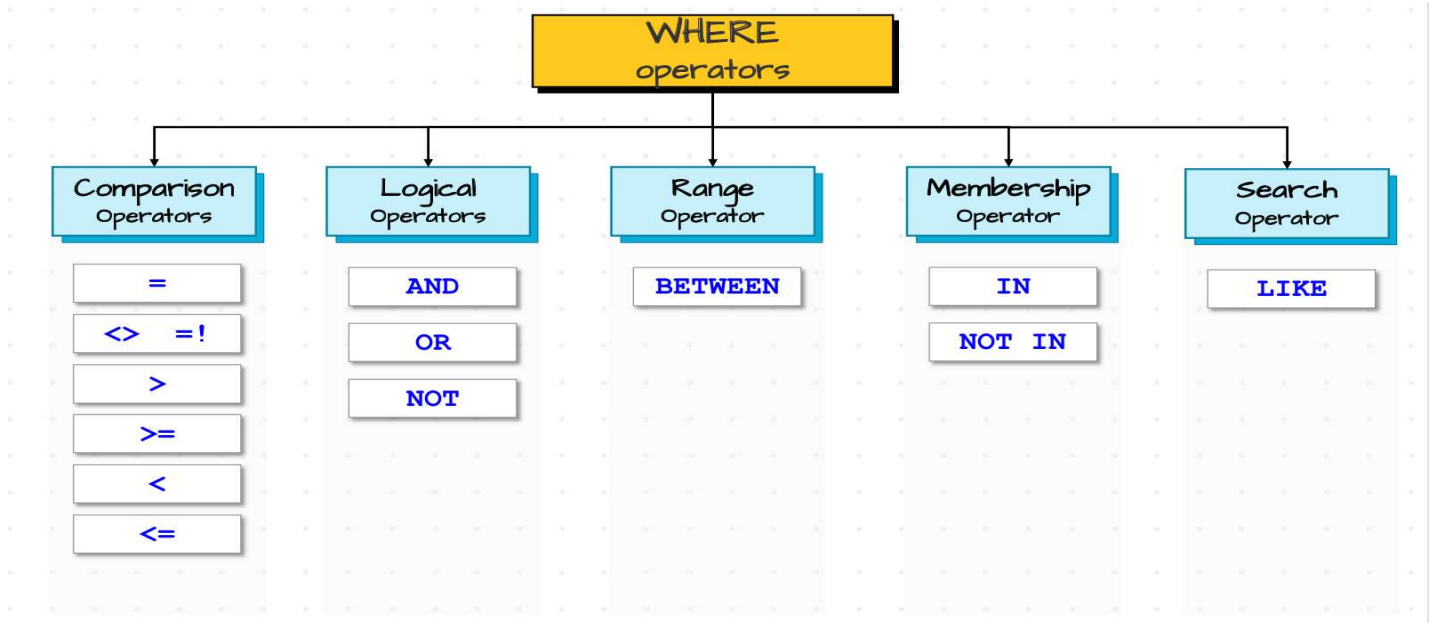 WHERE
operators
Comparison
Operators
=
<> =!
>
>=
<
<=
Logical
Operators
AND
OR
NOT
Range
Operator
BETWEEN
Membership
Operator
IN
NOT IN
Search
Operator
LIKE